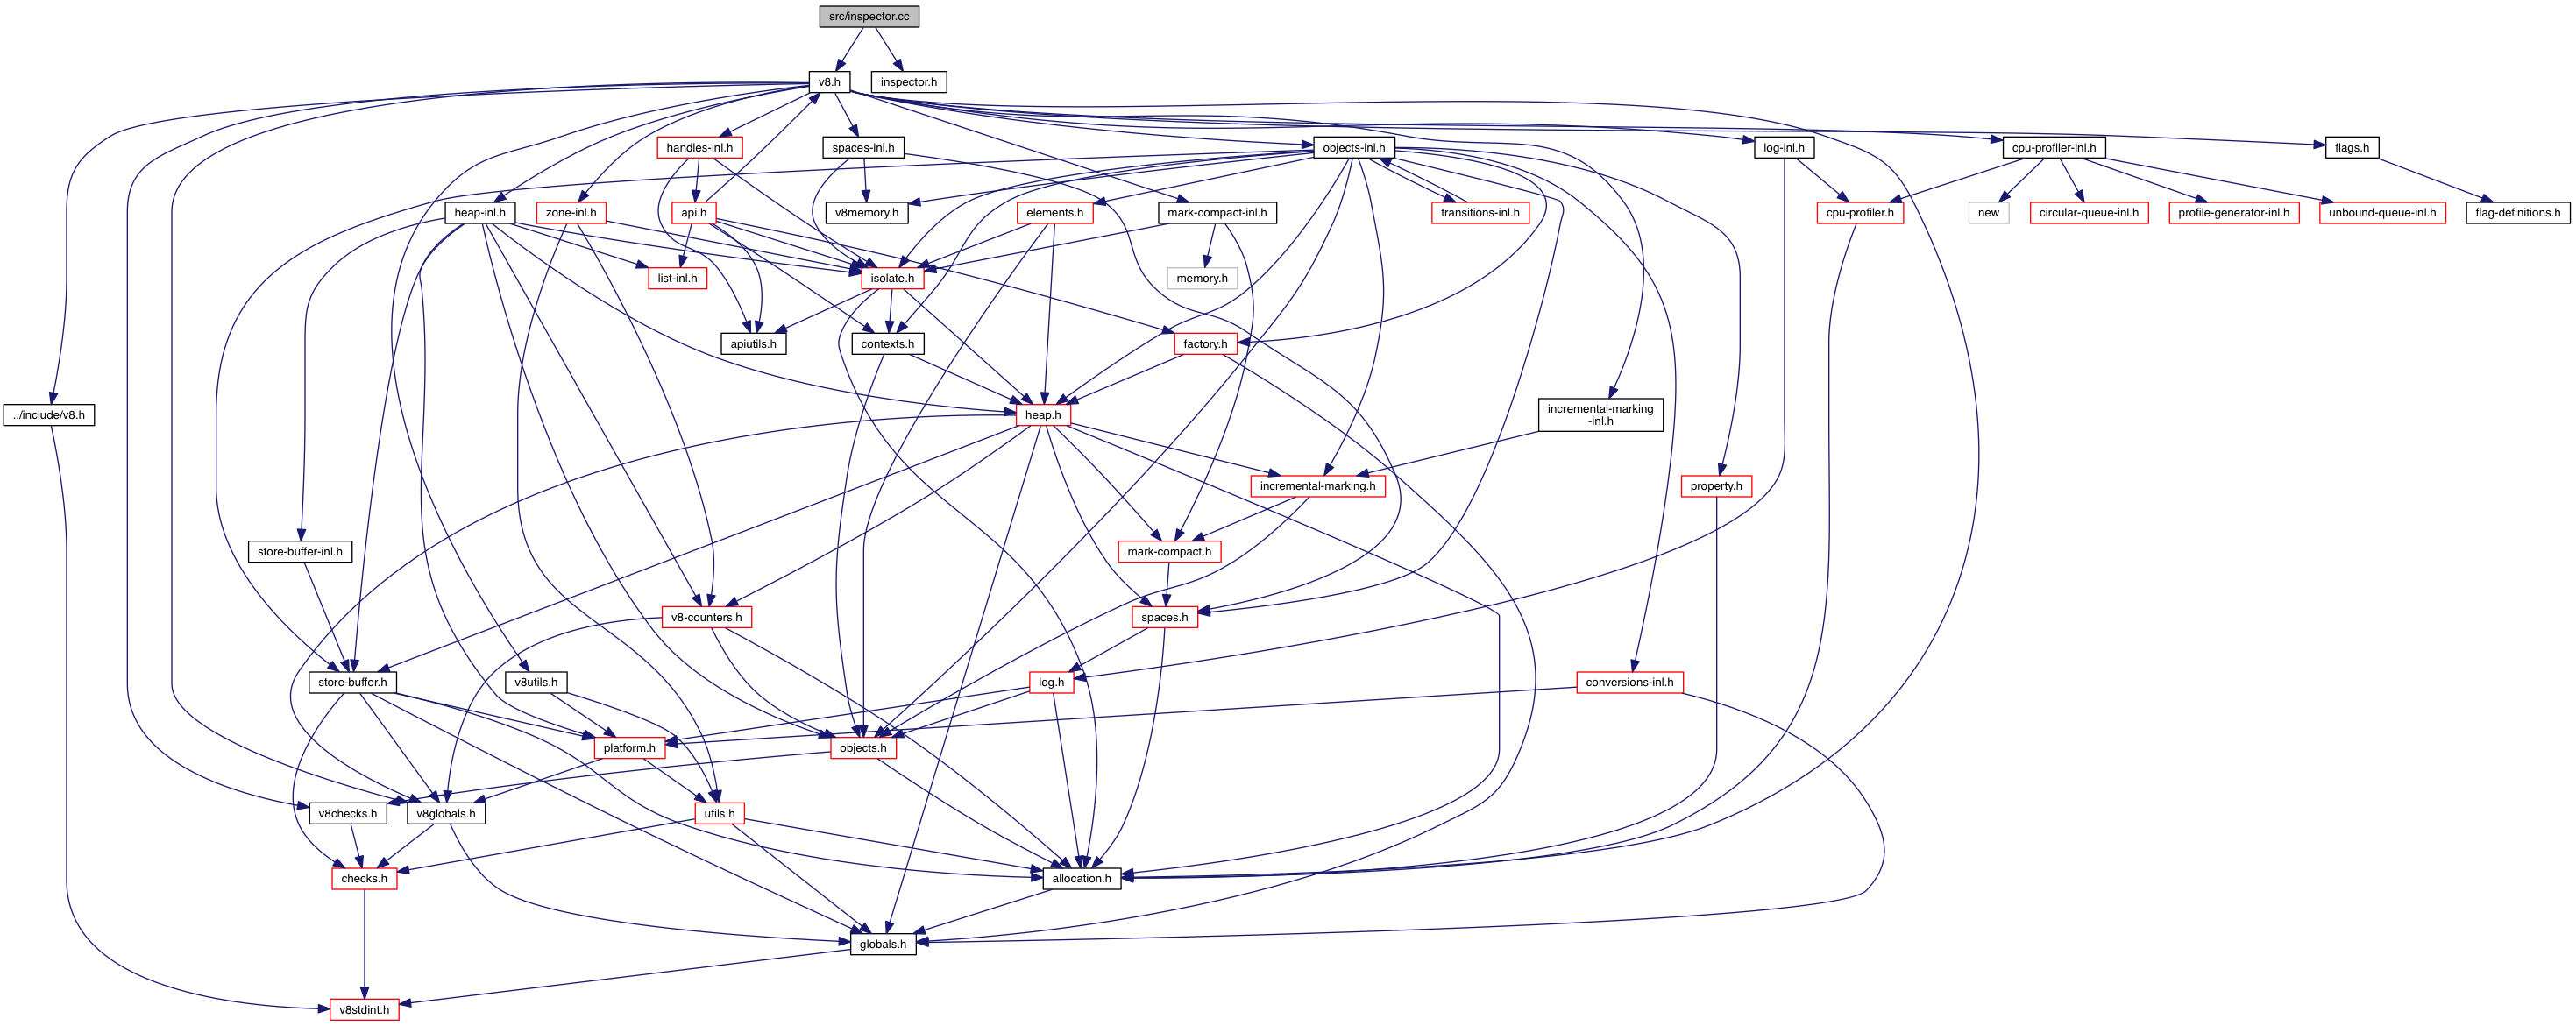 src/inspector.cc
v8.h
inspector.h
handles-inl.h
spaces-inl.h
objects-inl.h
log-inl.h
cpu-profiler-inl.h
flags.h
heap-inl.h
zone-inl.h
api.h
v8memory.h
elements.h
mark-compact-inl.h
transitions-inl.h
cpu-profiler.h
new
circular-queue-inl.h
profile-generator-inl.h
unbound-queue-inl.h
flag-definitions.h
list-inl.h
isolate.h
memory.h
apiutils.h
contexts.h
factory.h
../include/v8.h
heap.h
incremental-marking
-inl.h
incremental-marking.h
property.h
store-buffer-inl.h
mark-compact.h
v8-counters.h
spaces.h
store-buffer.h
v8utils.h
log.h
conversions-inl.h
platform.h
objects.h
v8checks.h
v8globals.h
utils.h
checks.h
allocation.h
globals.h
v8stdint.h